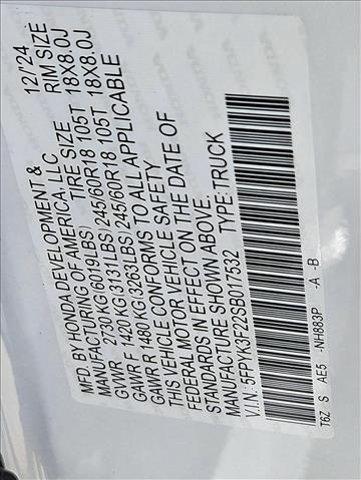 MFD. BY HONDA DEVELOPMENT & 12/'24
MANUFACTURING OF AMERICA, LLC
TIRE SIZE RIM SIZE
GVWR 2730 KG(6019LBS)
GAWR F 1420 KG(3131LBS) 245/60R18 105T 18X8.0J
GAWR R 1480 KG(3263LBS) 245/60R18 105T 18X8.0J
THIS VEHICLE CONFORMS TO ALL APPLICABLE
FEDERAL MOTOR VEHICLE SAFETY
STANDARDS IN EFFECT ON THE DATE OF
MANUFACTURE SHOWN ABOVE.
V.I.N: 5FPYK3F22SB017532 TYPE: TRUCK
T6Z S AE5 -NH883P -A -B